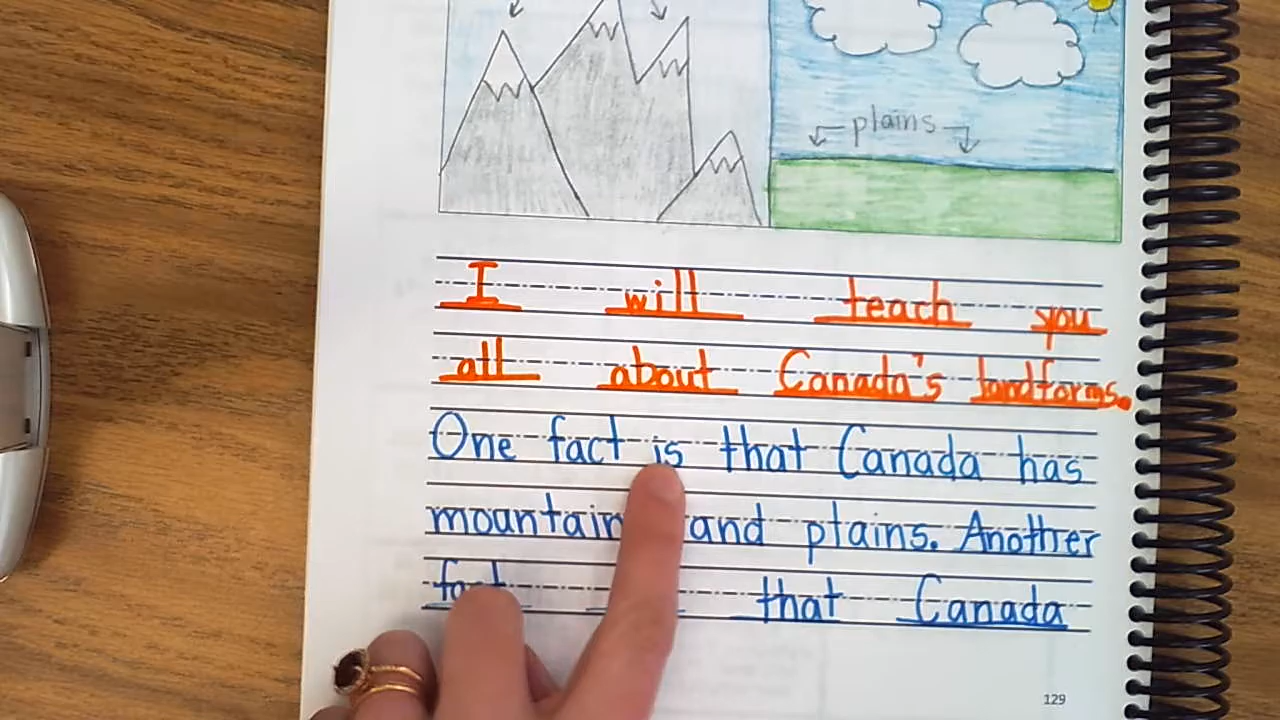 plains
I will teach you
all about Canada's landforms.
One fact is that Canada has
mountain and plains. Another
that Canada
129